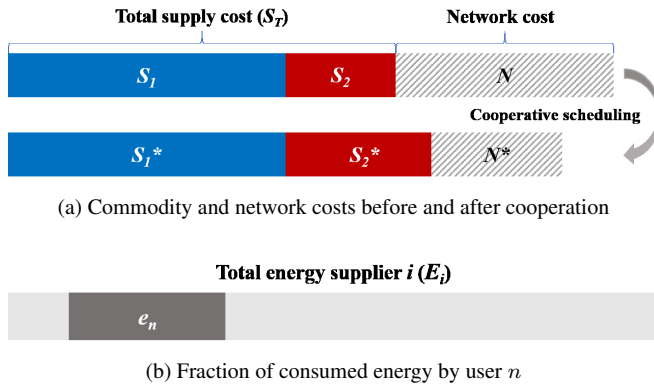 Total supply cost (S_T) Network cost
S_1 S_2 N
Cooperative scheduling
S_1* S_2* N*
(a) Commodity and network costs before and after cooperation
Total energy supplier i (E_i)
e_n
(b) Fraction of consumed energy by user n